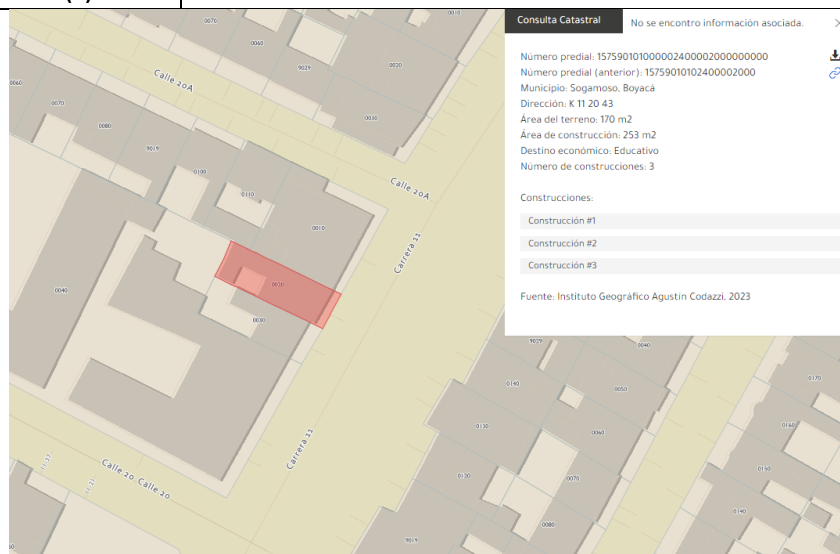 Consulta Catastral
No se encontro información asociada.
Número predial: 157590101000002400002000000000
Número predial (anterior): 15759010102400002000
Municipio: Sogamoso, Boyacá
Dirección: K 11 20 43
Área del terreno: 170 m2
Área de construcción: 253 m2
Destino económico: Educativo
Número de construcciones: 3
Construcciones:
Construcción #1
Construcción #2
Construcción #3
Fuente: Instituto Geográfico Agustín Codazzi, 2023
0010
0070
0060
9029
0020
Calle 20A
0060
0070
0080
0030
9019
0100
0110
Calle 20A
0010
Carrera 11
0020
0040
0030
9029
0040
0140
0050
0170
0130
0060
0160
Carrera 11
Calle 20 Calle 20
0120
0070
0150
0080
0140
9019